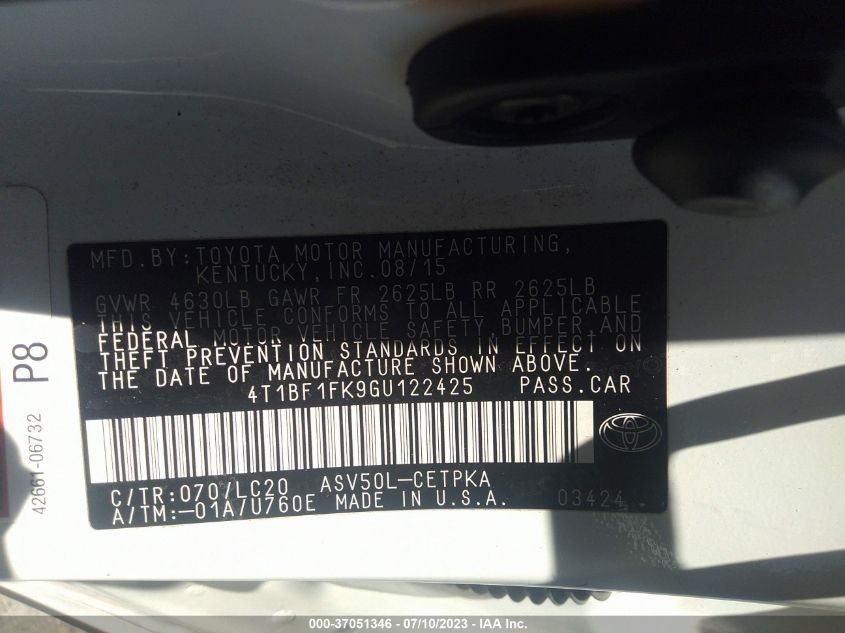 MFD.BY:TOYOTA MOTOR MANUFACTURING,
KENTUCKY,INC.08/15
GVWR 4630LB GAWR FR 2625LB RR 2625LB
THIS VEHICLE CONFORMS TO ALL APPLICABLE
FEDERAL MOTOR VEHICLE SAFETY,BUMPER,AND
THEFT PREVENTION STANDARDS IN EFFECT ON
THE DATE OF MANUFACTURE SHOWN ABOVE.
4T1BF1FK9GU122425 PASS.CAR
C/TR:070/LC20 ASV50L-CETPKA
A/TM:-01A/U760E MADE IN U.S.A. 03424
P8
42661-06732
000-37051346 - 07/10/2023 - IAA Inc.